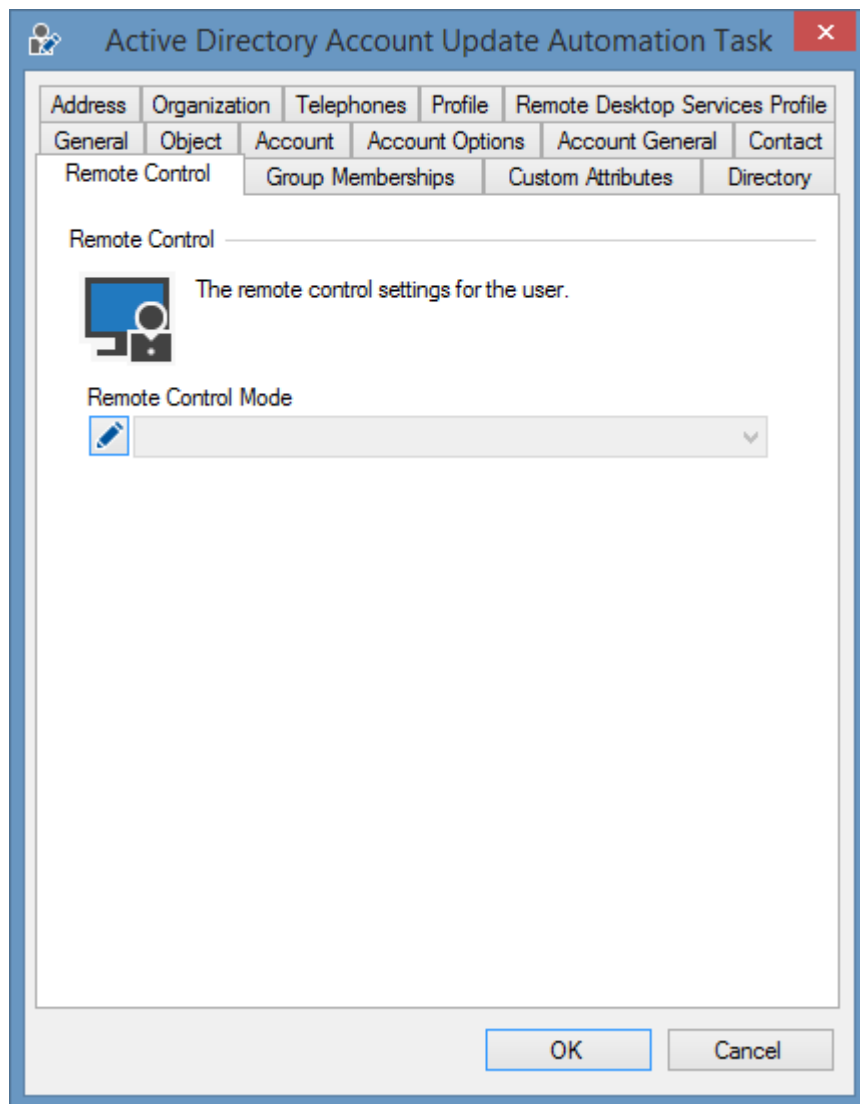 Active Directory Account Update Automation Task
Address Organization Telephones Profile Remote Desktop Services Profile
General Object Account Account Options Account General Contact
Remote Control Group Memberships Custom Attributes Directory
Remote Control
The remote control settings for the user.
Remote Control Mode
OK Cancel